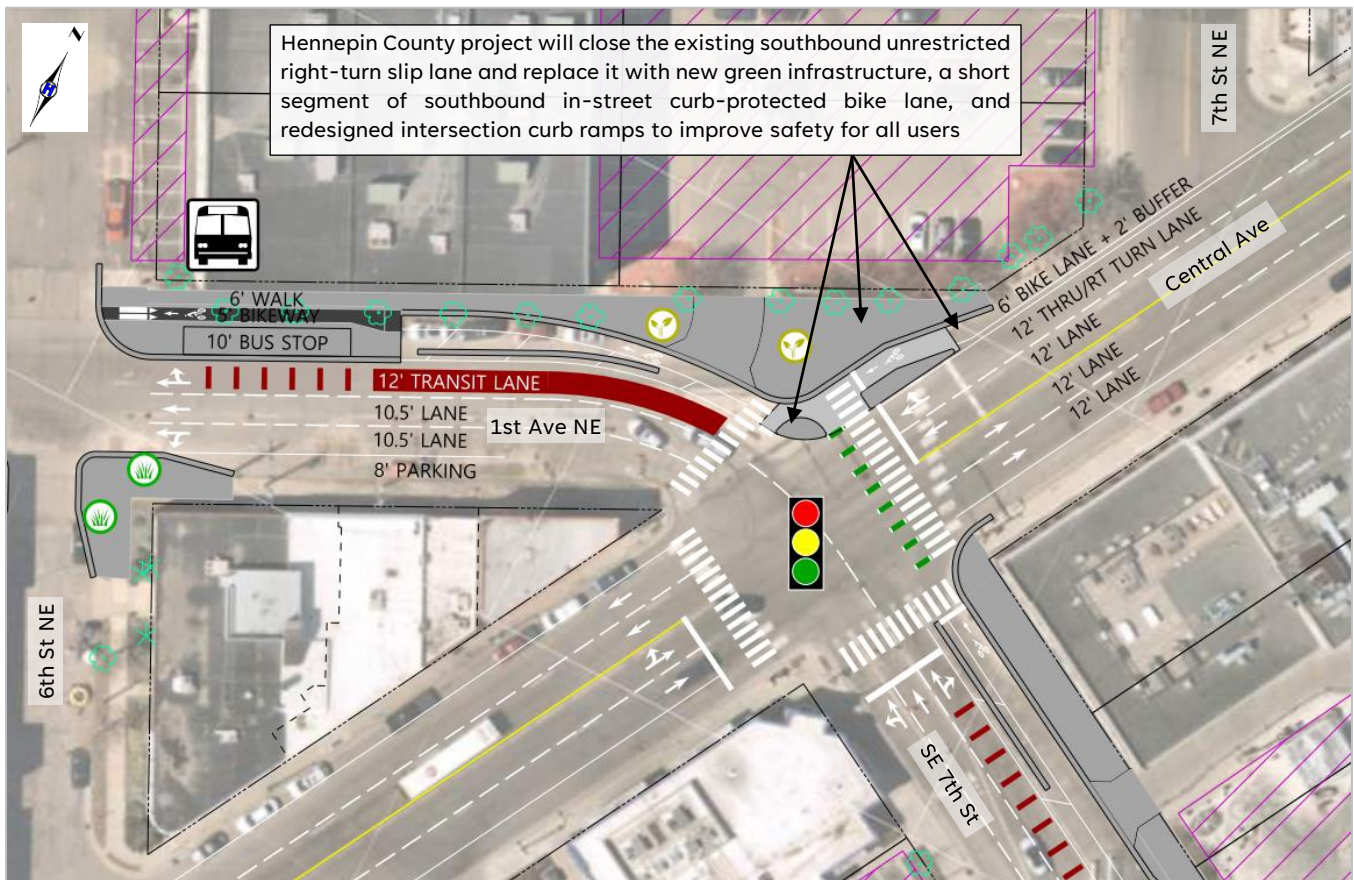 N
H
Hennepin County project will close the existing southbound unrestricted
right-turn slip lane and replace it with new green infrastructure, a short
segment of southbound in-street curb-protected bike lane, and
redesigned intersection curb ramps to improve safety for all users
7th St NE
6' BIKE LANE + 2' BUFFER
12' THRU/RT TURN LANE
Central Ave
12' LANE
12' LANE
12' LANE
6' WALK
5' BIKEWAY
10' BUS STOP
12' TRANSIT LANE
10.5' LANE
1st Ave NE
10.5' LANE
8' PARKING
6th St NE
SE 7th St